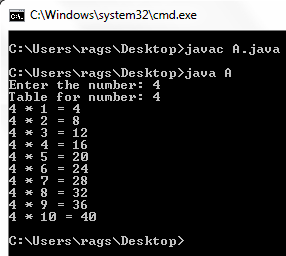 C:\Windows\system32\cmd.exe
C:\Users\rags\Desktop>javac A.java
C:\Users\rags\Desktop>java A
Enter the number: 4
Table for number: 4
4 * 1 = 4
4 * 2 = 8
4 * 3 = 12
4 * 4 = 16
4 * 5 = 20
4 * 6 = 24
4 * 7 = 28
4 * 8 = 32
4 * 9 = 36
4 * 10 = 40
C:\Users\rags\Desktop>